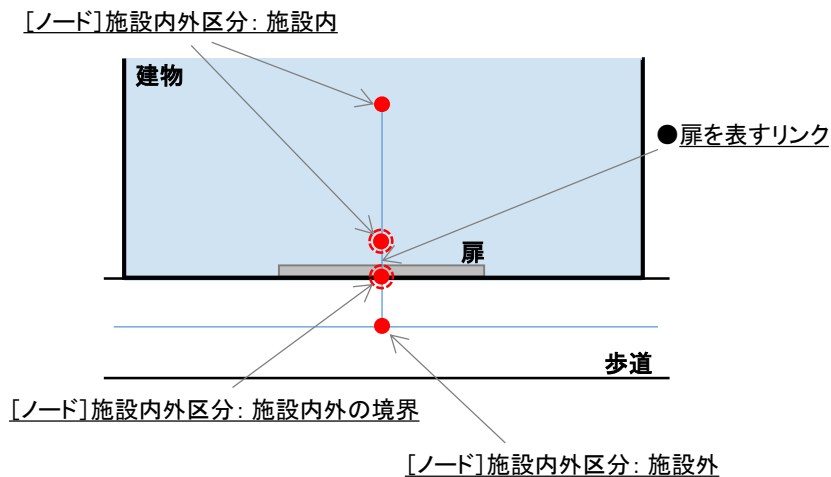 [ノード]施設内外区分：施設内
建物
●扉を表すリンク
扉
歩道
[ノード]施設内外区分：施設内外の境界
[ノード]施設内外区分：施設外